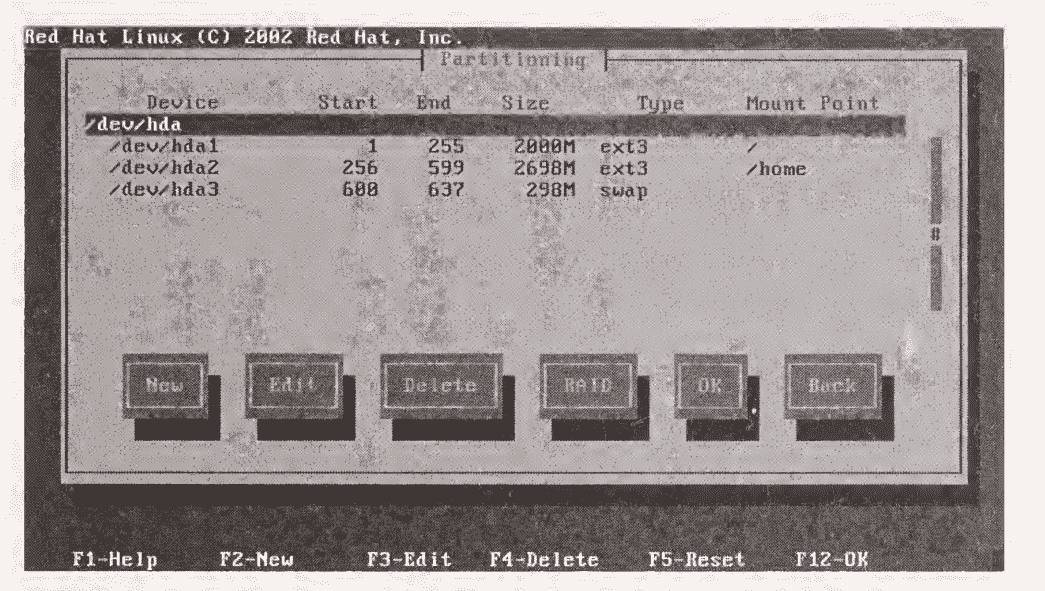 Red Hat Linux (C) 2002 Red Hat, Inc.
Partitioning
Device Start End Size Type Mount Point
/dev/hda
/dev/hda1 1 255 2000M ext3 /
/dev/hda2 256 599 2698M ext3 /home
/dev/hda3 600 637 298M swap
#
New Edit Delete RAID OK Back
F1-Help F2-New F3-Edit F4-Delete F5-Reset F12-OK